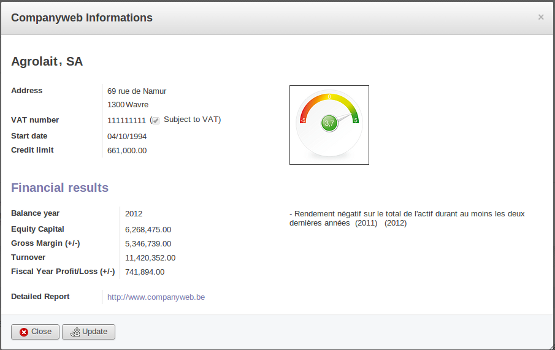 Companyweb Informations
×
Agrolait, SA
Address 69 rue de Namur
1300 Wavre
VAT number 111111111 ( Subject to VAT)
Start date 04/10/1994
Credit limit 661,000.00
3,7
Financial results
Balance year 2012
Equity Capital 6,268,475.00
Gross Margin (+/-) 5,346,739.00
Turnover 11,420,352.00
Fiscal Year Profit/Loss (+/-) 741,894.00
- Rendement négatif sur le total de l'actif durant au moins les deux
dernières années (2011) (2012)
Detailed Report http://www.companyweb.be
Close Update